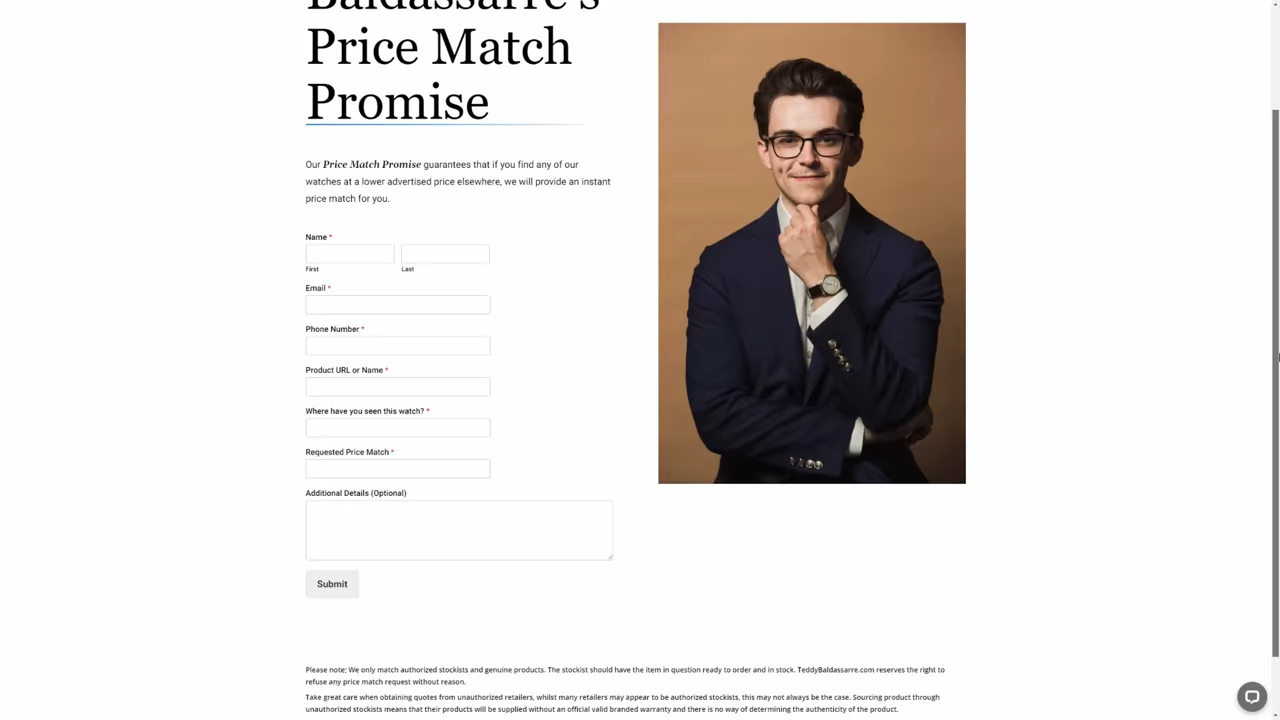 Baldassarre's
Price Match
Promise
Our Price Match Promise guarantees that if you find any of our
watches at a lower advertised price elsewhere, we will provide an instant
price match for you.
Name *
First Last
Email *
Phone Number *
Product URL or Name *
Where have you seen this watch? *
Requested Price Match *
Additional Details (Optional)
Submit
Please note; We only match authorized stockists and genuine products. The stockist should have the item in question ready to order and in stock. TeddyBaldassarre.com reserves the right to
refuse any price match request without reason.
Take great care when obtaining quotes from unauthorized retailers, whilst many retailers may appear to be authorized stockists, this may not always be the case. Sourcing product through
unauthorized stockists means that their products will be supplied without an official valid branded warranty and there is no way of determining the authenticity of the product.